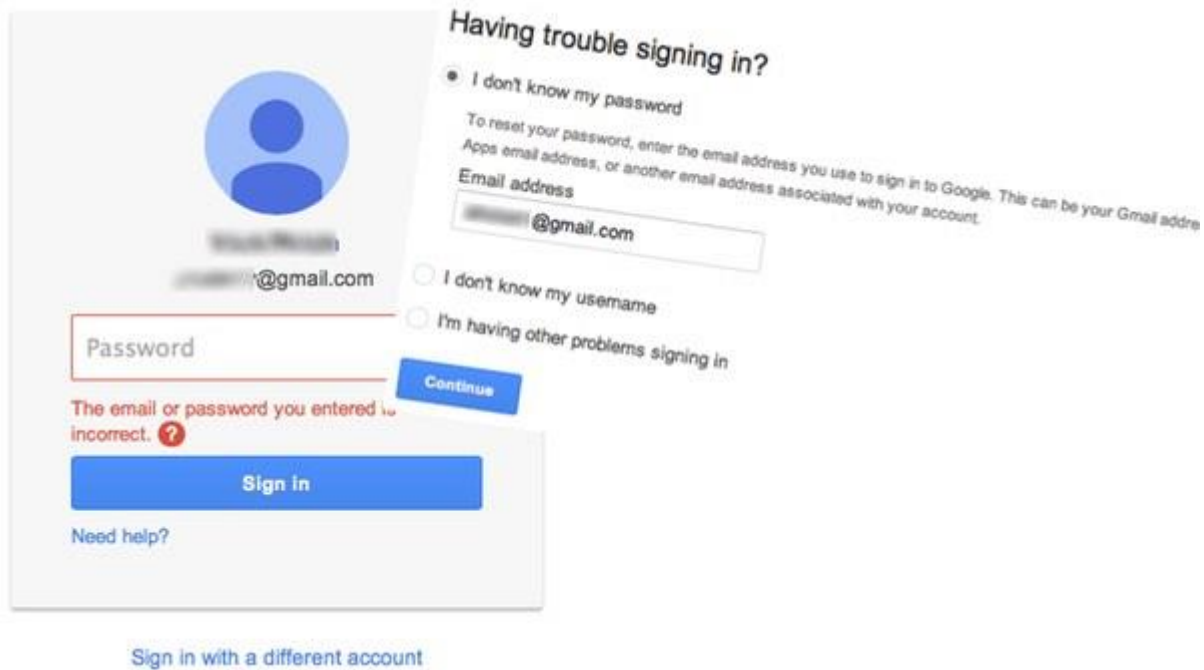 @gmail.com
Password
The email or password you entered is
incorrect. ?
Sign in
Need help?
Sign in with a different account
Having trouble signing in?
I don't know my password
To reset your password, enter the email address you use to sign in to Google. This can be your Gmail
Apps email address, or another email address associated with your account.
Email address
@gmail.com
I don't know my username
I'm having other problems signing in
Continue